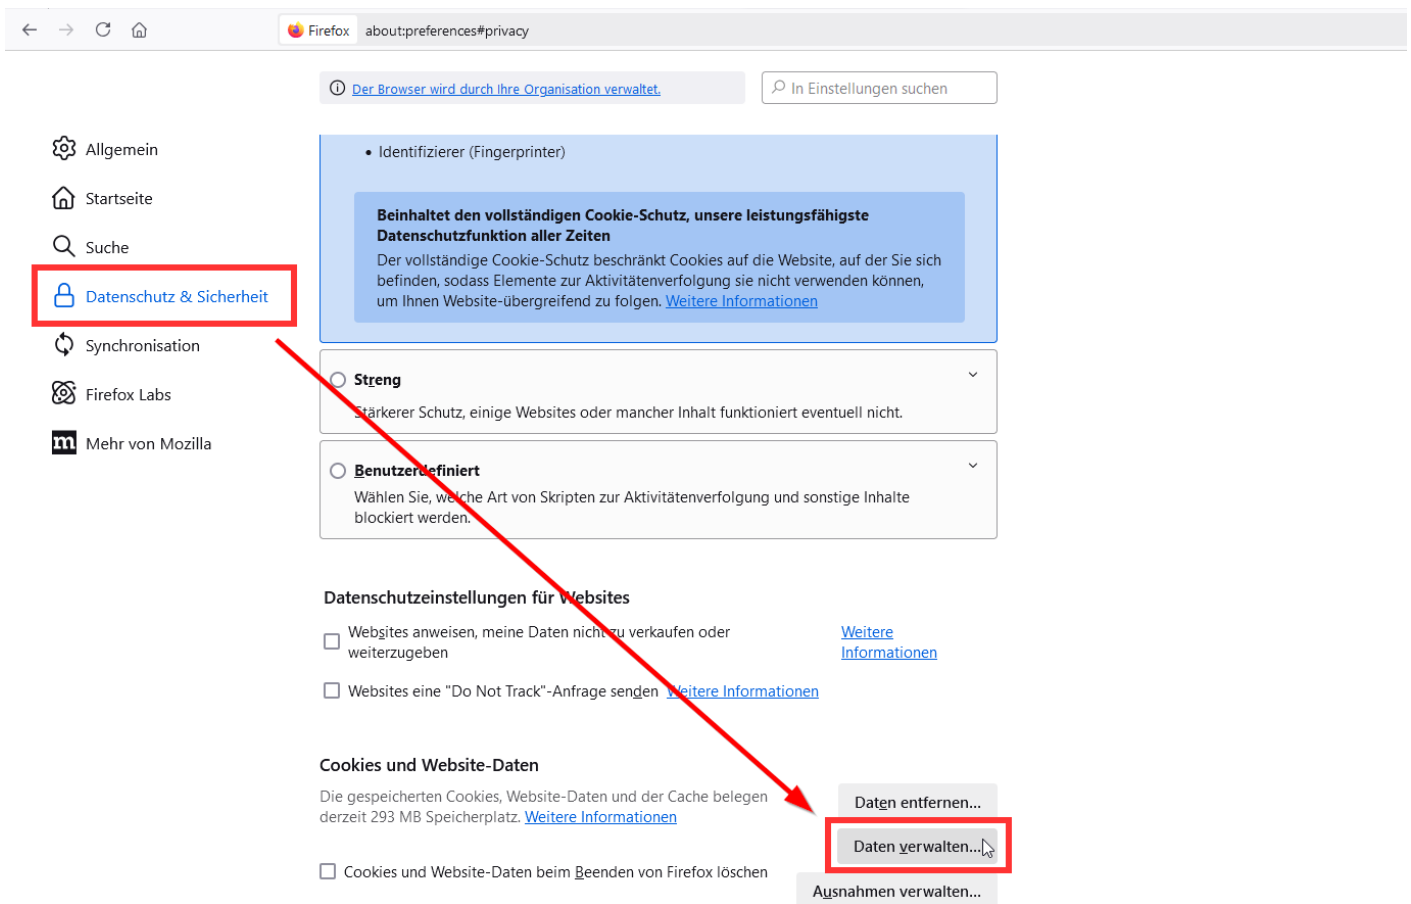 Firefox about:preferences#privacy
Der Browser wird durch Ihre Organisation verwaltet.
In Einstellungen suchen
Allgemein
Startseite
Suche
Datenschutz & Sicherheit
Synchronisation
Firefox Labs
m Mehr von Mozilla
• Identifizierer (Fingerprinter)
Beinhaltet den vollständigen Cookie-Schutz, unsere leistungsfähigste
Datenschutzfunktion aller Zeiten
Der vollständige Cookie-Schutz beschränkt Cookies auf die Website, auf der Sie sich
befinden, sodass Elemente zur Aktivitätenverfolgung sie nicht verwenden können,
um Ihnen Website-übergreifend zu folgen. Weitere Informationen
Streng
Stärkerer Schutz, einige Websites oder mancher Inhalt funktioniert eventuell nicht.
Benutzerdefiniert
Wählen Sie, welche Art von Skripten zur Aktivitätenverfolgung und sonstige Inhalte
blockiert werden.
Datenschutzeinstellungen für Websites
Websites anweisen, meine Daten nicht zu verkaufen oder
weiterzugeben
Weitere
Informationen
Websites eine "Do Not Track"-Anfrage senden Weitere Informationen
Cookies und Website-Daten
Die gespeicherten Cookies, Website-Daten und der Cache belegen
derzeit 293 MB Speicherplatz. Weitere Informationen
Daten entfernen...
Daten verwalten...
Cookies und Website-Daten beim Beenden von Firefox löschen
Ausnahmen verwalten...